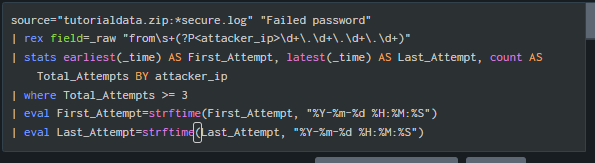 source="tutorialdata.zip:*secure.log" "Failed password"
| rex field=_raw "from\s+(?P<attacker_ip>\d+\.\d+\.\d+\.\d+)"
| stats earliest(_time) AS First_Attempt, latest(_time) AS Last_Attempt, count AS
Total_Attempts BY attacker_ip
| where Total_Attempts >= 3
| eval First_Attempt=strftime(First_Attempt, "%Y-%m-%d %H:%M:%S")
| eval Last_Attempt=strftime(Last_Attempt, "%Y-%m-%d %H:%M:%S")